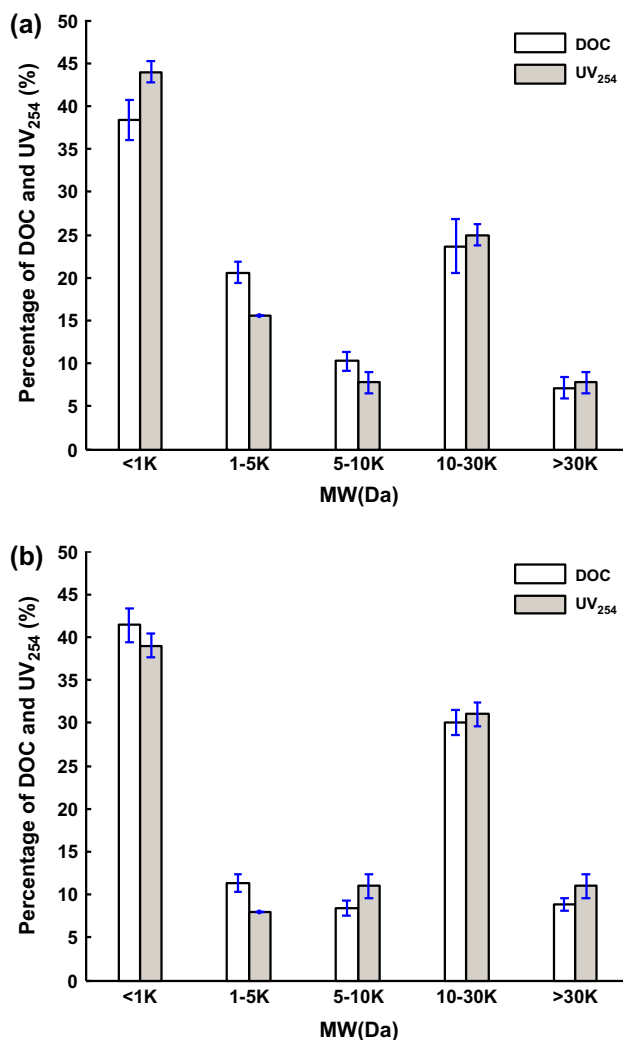 (a)
Percentage of DOC and UV254 (%)
50
45
40
35
30
25
20
15
10
5
0
DOC
UV254
<1K 1-5K 5-10K 10-30K >30K
MW(Da)
(b)
Percentage of DOC and UV254 (%)
50
45
40
35
30
25
20
15
10
5
0
DOC
UV254
<1K 1-5K 5-10K 10-30K >30K
MW(Da)